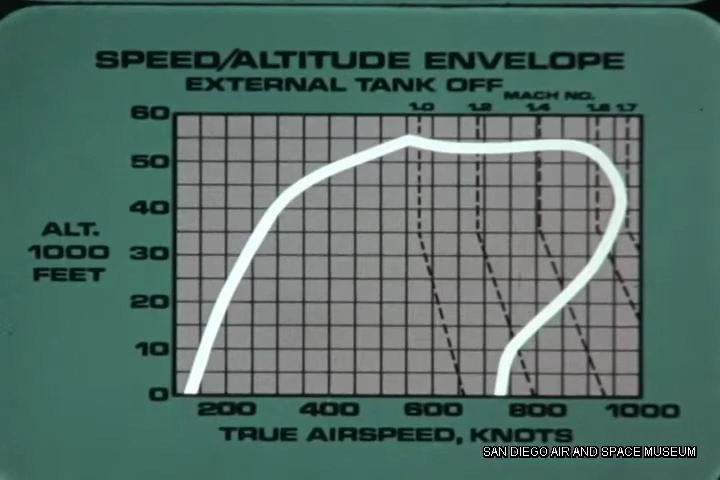 SPEED/ALTITUDE ENVELOPE
EXTERNAL TANK OFF
MACH NO.
1.0 1.2 1.4 1.6 1.7
60
50
40
30
20
10
0
ALT.
1000
FEET
200 400 600 800 1000
TRUE AIRSPEED, KNOTS
SAN DIEGO AIR AND SPACE MUSEUM